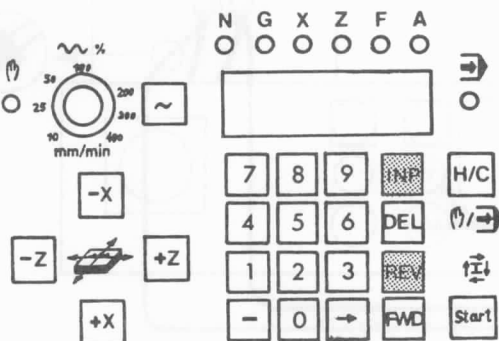 N G X Z F A
%
50 100 200
25 300
10 400
~
mm/min
7 8 9 INP H/C
-X
4 5 6 DEL /
-Z +Z
1 2 3 REV
+X
- 0 → FWD Start